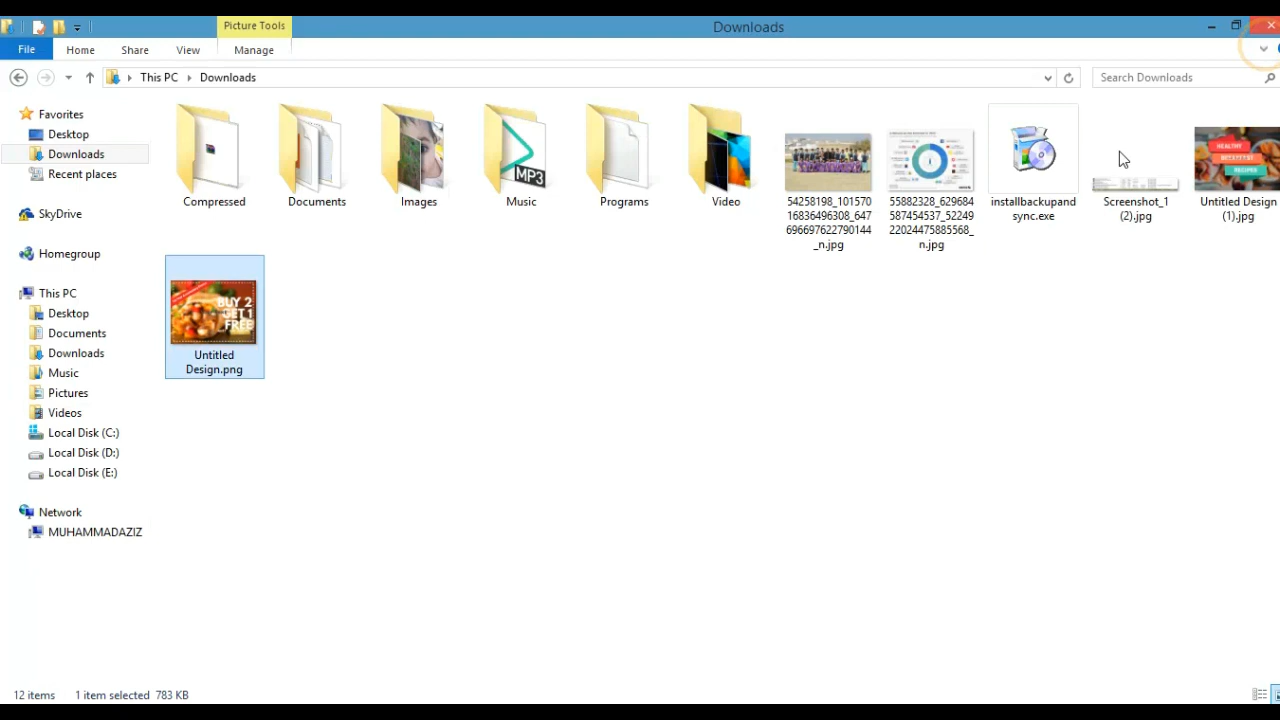 Picture Tools
Downloads
File
Home
Share
View
Manage
This PC
Downloads
Search Downloads
Favorites
Desktop
Downloads
Recent places
SkyDrive
Homegroup
This PC
Desktop
Documents
Downloads
Music
Pictures
Videos
Local Disk (C:)
Local Disk (D:)
Local Disk (E:)
Network
MUHAMMADAZIZ
Compressed
Documents
Images
MP3
Music
Programs
Video
54258198_101570
16836496308_647
696697622790144
_n.jpg
55882328_629684
587454537_52249
22024475885568_
n.jpg
installbackupand
sync.exe
Screenshot_1
(2).jpg
HEALTHY
BREAKFAST
RECIPES
Untitled Design
(1).jpg
BUY 2
GET 1
FREE
Untitled
Design.png
12 items
1 item selected 783 KB